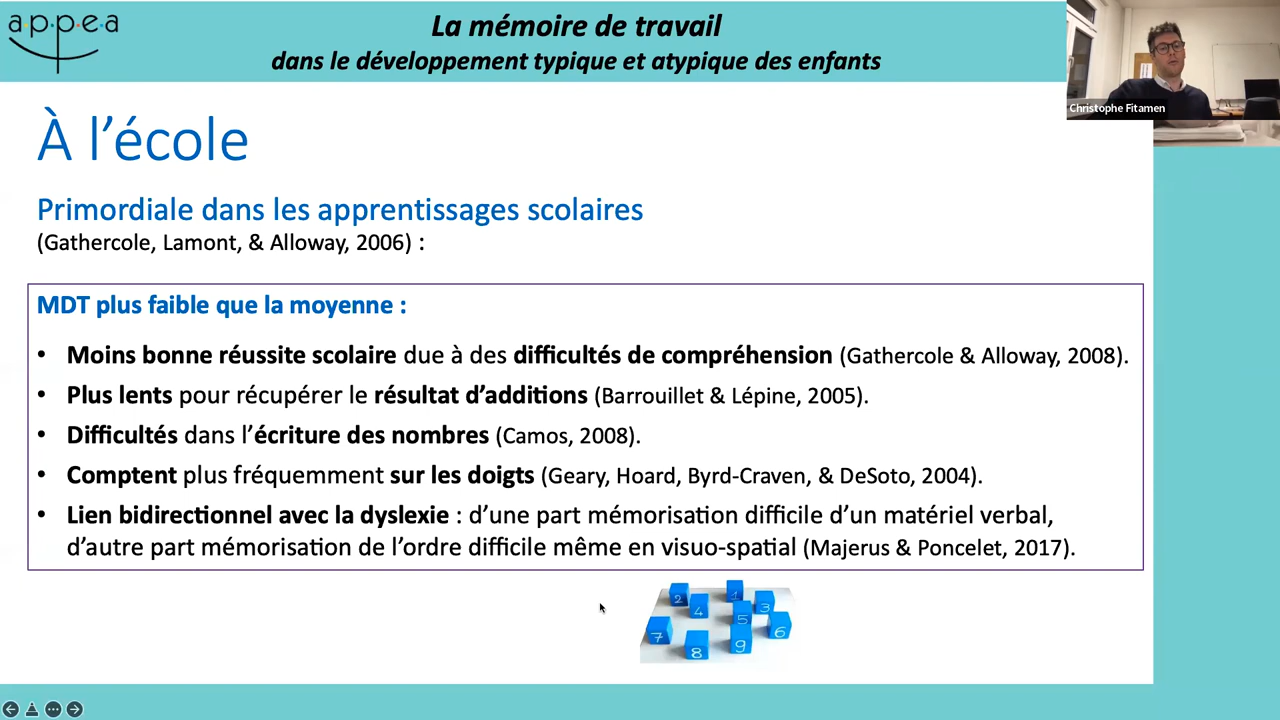 a·p·p·e·a
La mémoire de travail
dans le développement typique et atypique des enfants
Christophe Fitamen
À l’école
Primordiale dans les apprentissages scolaires
(Gathercole, Lamont, & Alloway, 2006) :
MDT plus faible que la moyenne :
• Moins bonne réussite scolaire due à des difficultés de compréhension (Gathercole & Alloway, 2008).
• Plus lents pour récupérer le résultat d’additions (Barrouillet & Lépine, 2005).
• Difficultés dans l’écriture des nombres (Camos, 2008).
• Comptent plus fréquemment sur les doigts (Geary, Hoard, Byrd-Craven, & DeSoto, 2004).
• Lien bidirectionnel avec la dyslexie : d’une part mémorisation difficile d’un matériel verbal,
d’autre part mémorisation de l’ordre difficile même en visuo-spatial (Majerus & Poncelet, 2017).
2 1
4 3
5
7 6
8 9